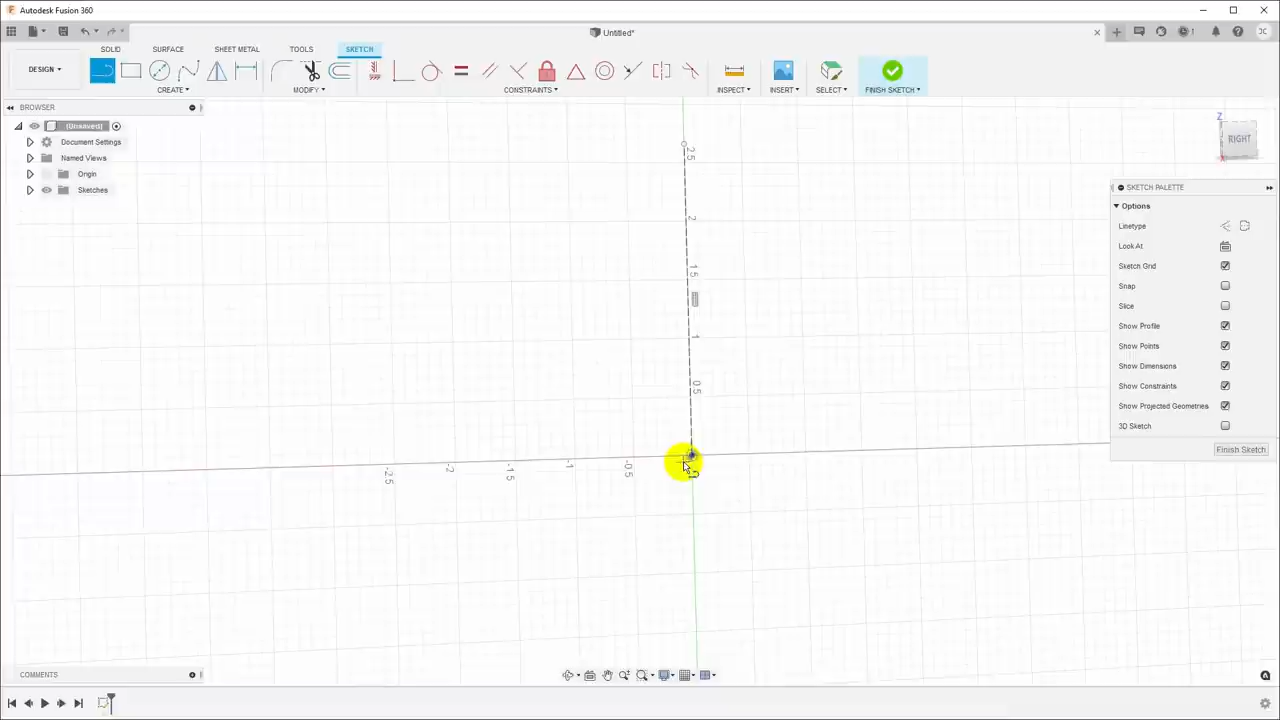 Autodesk Fusion 360
Untitled*
1
JC
DESIGN
SOLID
SURFACE
SHEET METAL
TOOLS
SKETCH
CREATE
MODIFY
CONSTRAINTS
INSPECT
INSERT
SELECT
FINISH SKETCH
BROWSER
(Unsaved)
Document Settings
Named Views
Origin
Sketches
Z
RIGHT
X
SKETCH PALETTE
Options
Linetype
Look At
Sketch Grid
Snap
Slice
Show Profile
Show Points
Show Dimensions
Show Constraints
Show Projected Geometries
3D Sketch
Finish Sketch
2.5
2
1.5
1
0.5
-2.5
-2
-1.5
-1
-0.5
COMMENTS